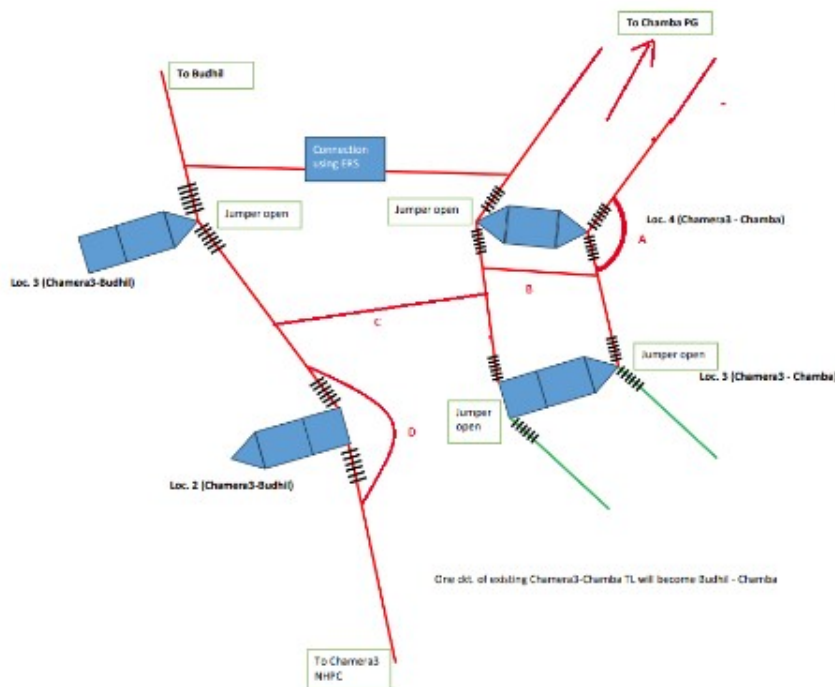 To Chamba PG
To Budhil
Connection
using ERS
Jumper open
Jumper open
Loc. 4 (Chamera3 - Chamba)
A
Loc. 3 (Chamera3-Budhil)
B
C
Jumper open
Loc. 3 (Chamera3 - Chamba)
Jumper
open
D
Loc. 2 (Chamera3-Budhil)
One ckt. of existing Chamera3-Chamba TL will become Budhil - Chamba
To Chamera3
NHPC